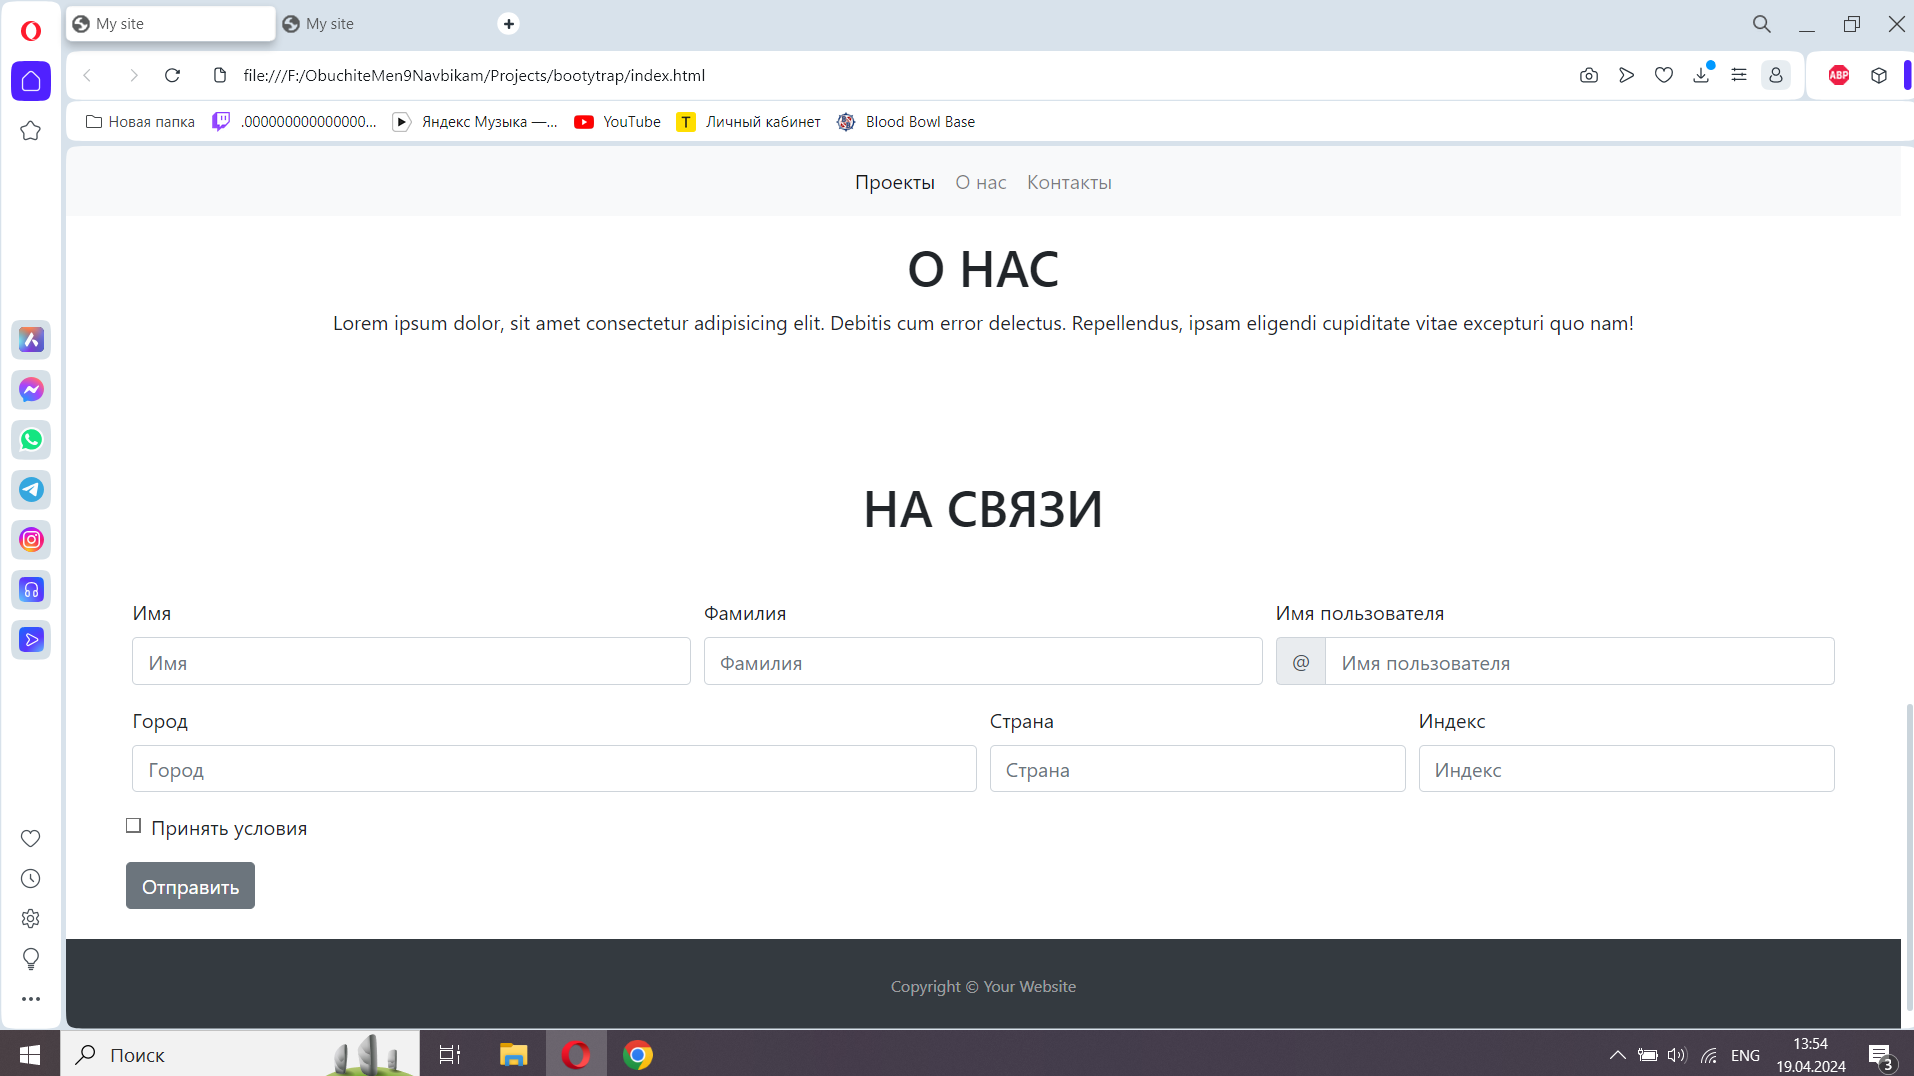 My site
My site
file:///F:/ObuchiteMen9Navbikam/Projects/bootytrap/index.html
ABP
Новая папка
.000000000000000...
Яндекс Музыка —...
YouTube
T
Личный кабинет
Blood Bowl Base
Проекты
О нас
Контакты
О НАС
Lorem ipsum dolor, sit amet consectetur adipisicing elit. Debitis cum error delectus. Repellendus, ipsam eligendi cupiditate vitae excepturi quo nam!
НА СВЯЗИ
Имя
Фамилия
Имя пользователя
Имя
Фамилия
@
Имя пользователя
Город
Страна
Индекс
Город
Страна
Индекс
Принять условия
Отправить
Copyright © Your Website
Поиск
ENG
13:54
19.04.2024
3